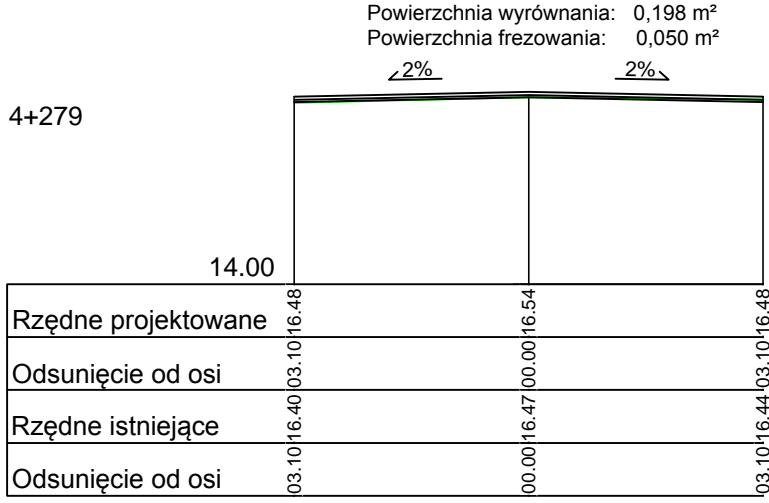 Powierzchnia wyrównania: 0,198 m²
Powierzchnia frezowania: 0,050 m²
2% 2%
4+279
14.00
Rzędne projektowane 16.48 16.54 16.48
Odsunięcie od osi 03.10 00.00 03.10
Rzędne istniejące 16.40 16.47 16.44
Odsunięcie od osi 03.10 00.00 03.10